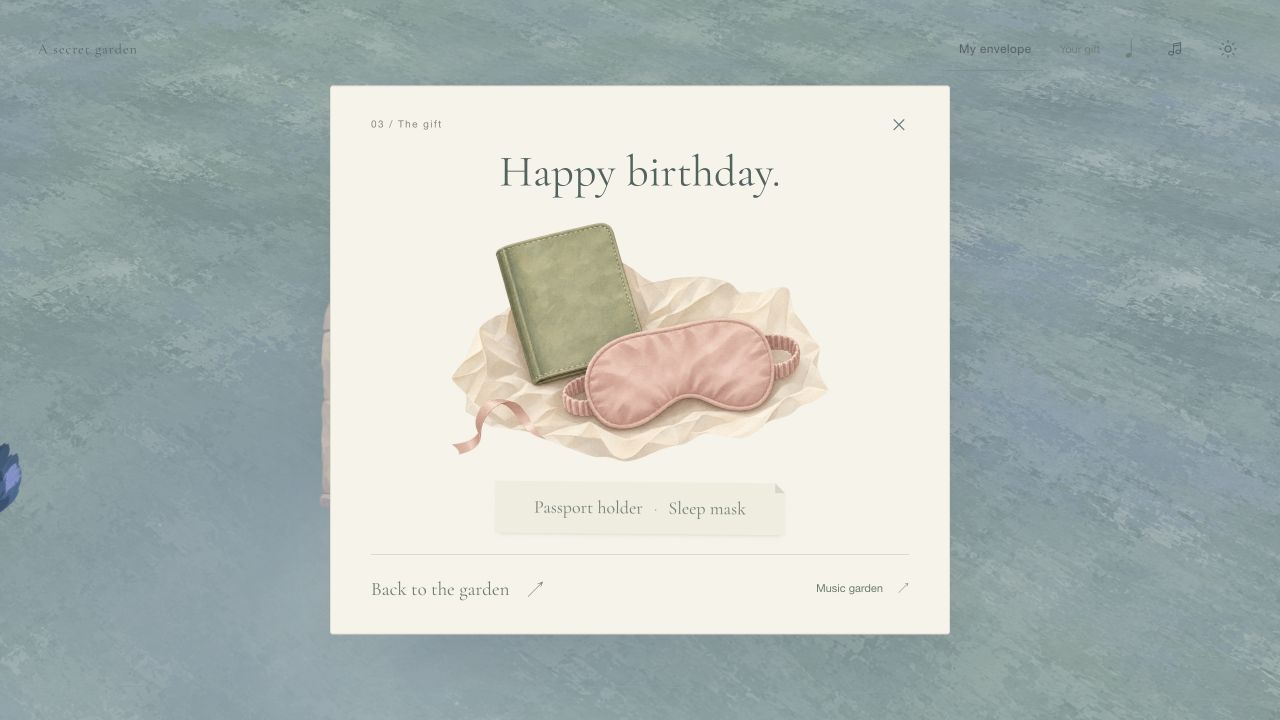 A secret garden
My envelope
Your gift
03 / The gift
Happy birthday.
Passport holder · Sleep mask
Back to the garden
Music garden